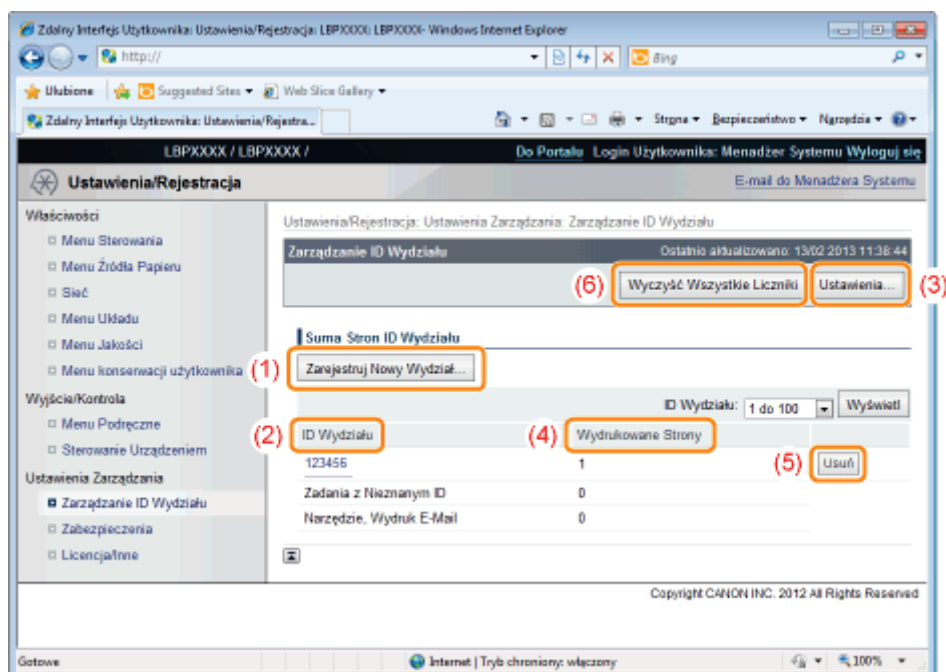 Zdalny Interfejs Użytkownika: Ustawienia/Rejestracja: LBPXXXX: LBPXXXX- Windows Internet Explorer
http://
Bing
Ulubione Suggested Sites Web Slice Gallery
Zdalny Interfejs Użytkownika: Ustawienia/Rejestra... Strona Bezpieczeństwo Narzędzia
LBPXXXX / LBPXXXX / Do Portalu Login Użytkownika: Menadżer Systemu Wyloguj się
Ustawienia/Rejestracja E-mail do Menadżera Systemu
Właściwości
Menu Sterowania
Menu Źródła Papieru
Sieć
Menu Układu
Menu Jakości
Menu konserwacji użytkownika
Wyjście/Kontrola
Menu Podręczne
Sterowanie Urządzeniem
Ustawienia Zarządzania
Zarządzanie ID Wydziału
Zabezpieczenia
Licencja/Inne
Ustawienia/Rejestracja: Ustawienia Zarządzania: Zarządzanie ID Wydziału
Zarządzanie ID Wydziału Ostatnio aktualizowano: 13/02 2013 11:38:44
(6) Wyczyść Wszystkie Liczniki Ustawienia... (3)
Suma Stron ID Wydziału
(1) Zarejestruj Nowy Wydział...
ID Wydziału: 1 do 100 Wyświetl
(2) ID Wydziału (4) Wydrukowane Strony
123456 1 (5) Usuń
Zadania z Nieznanym ID 0
Narzędzie, Wydruk E-Mail 0
Copyright CANON INC. 2012 All Rights Reserved
Gotowe Internet | Tryb chroniony: włączony 100%